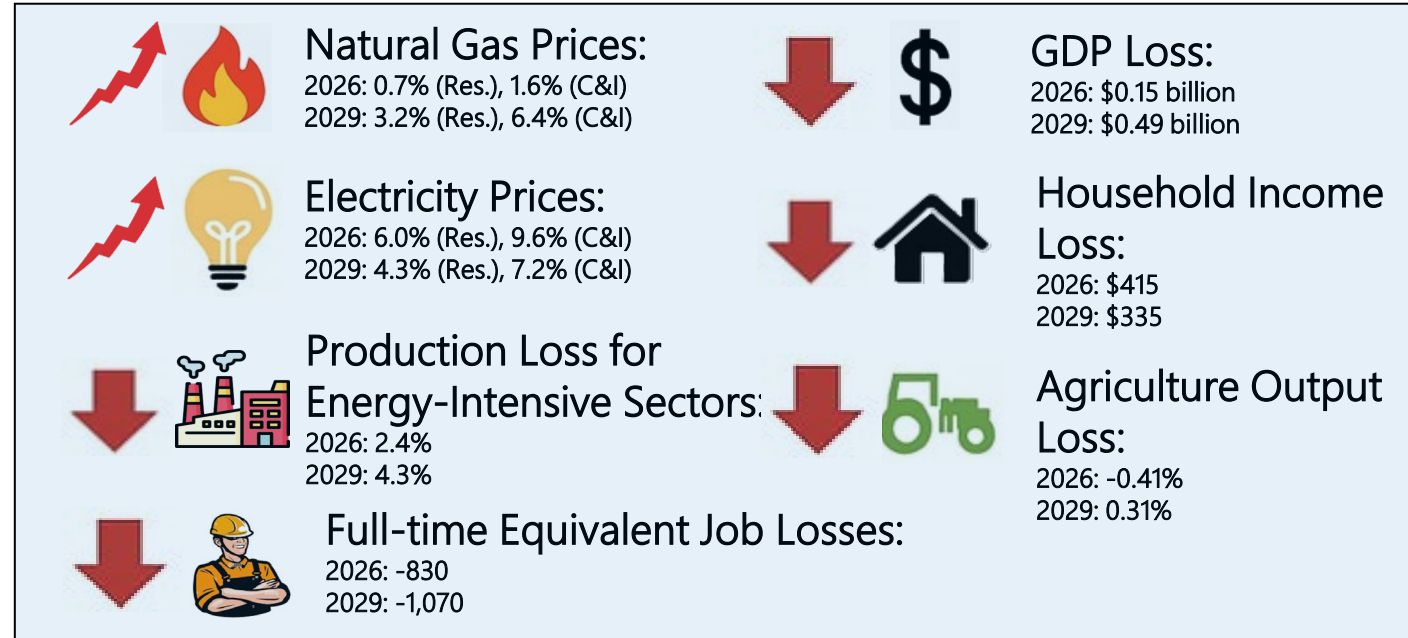 Natural Gas Prices:
2026: 0.7% (Res.), 1.6% (C&I)
2029: 3.2% (Res.), 6.4% (C&I)
Electricity Prices:
2026: 6.0% (Res.), 9.6% (C&I)
2029: 4.3% (Res.), 7.2% (C&I)
Production Loss for
Energy-Intensive Sectors:
2026: 2.4%
2029: 4.3%
Full-time Equivalent Job Losses:
2026: -830
2029: -1,070
$
GDP Loss:
2026: $0.15 billion
2029: $0.49 billion
Household Income
Loss:
2026: $415
2029: $335
Agriculture Output
Loss:
2026: -0.41%
2029: 0.31%